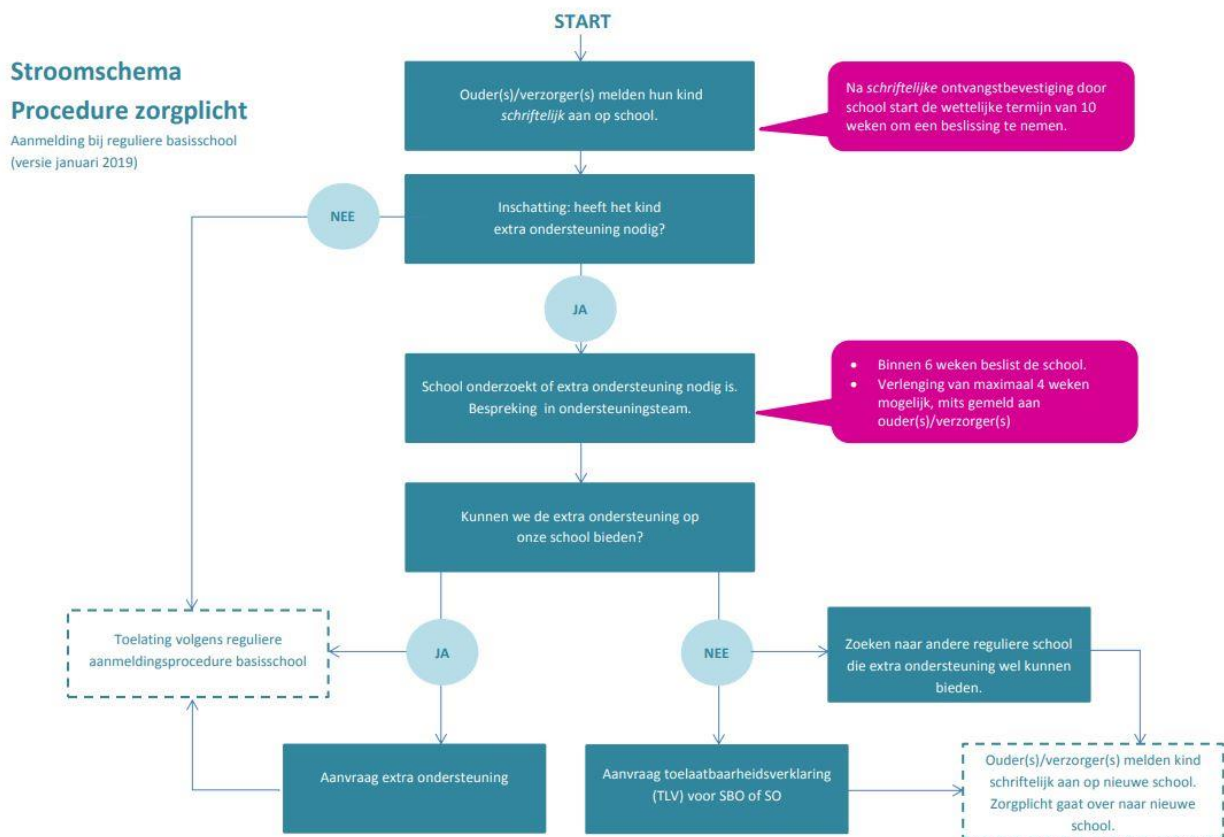 START
Stroomschema
Procedure zorgplicht
Aanmelding bij reguliere basisschool
(versie januari 2019)
Ouder(s)/verzorger(s) melden hun kind
schriftelijk aan op school.
Na schriftelijke ontvangstbevestiging door
school start de wettelijke termijn van 10
weken om een beslissing te nemen.
NEE
Inschatting: heeft het kind
extra ondersteuning nodig?
JA
School onderzoekt of extra ondersteuning nodig is.
Bespreking in ondersteuningsteam.
• Binnen 6 weken beslist de school.
• Verlenging van maximaal 4 weken
mogelijk, mits gemeld aan
ouder(s)/verzorger(s)
Kunnen we de extra ondersteuning op
onze school bieden?
Toelating volgens reguliere
aanmeldingsprocedure basisschool
JA
NEE
Zoeken naar andere reguliere school
die extra ondersteuning wel kunnen
bieden.
Aanvraag extra ondersteuning
Aanvraag toelaatbaarheidsverklaring
(TLV) voor SBO of SO
Ouder(s)/verzorger(s) melden kind
schriftelijk aan op nieuwe school.
Zorgplicht gaat over naar nieuwe
school.